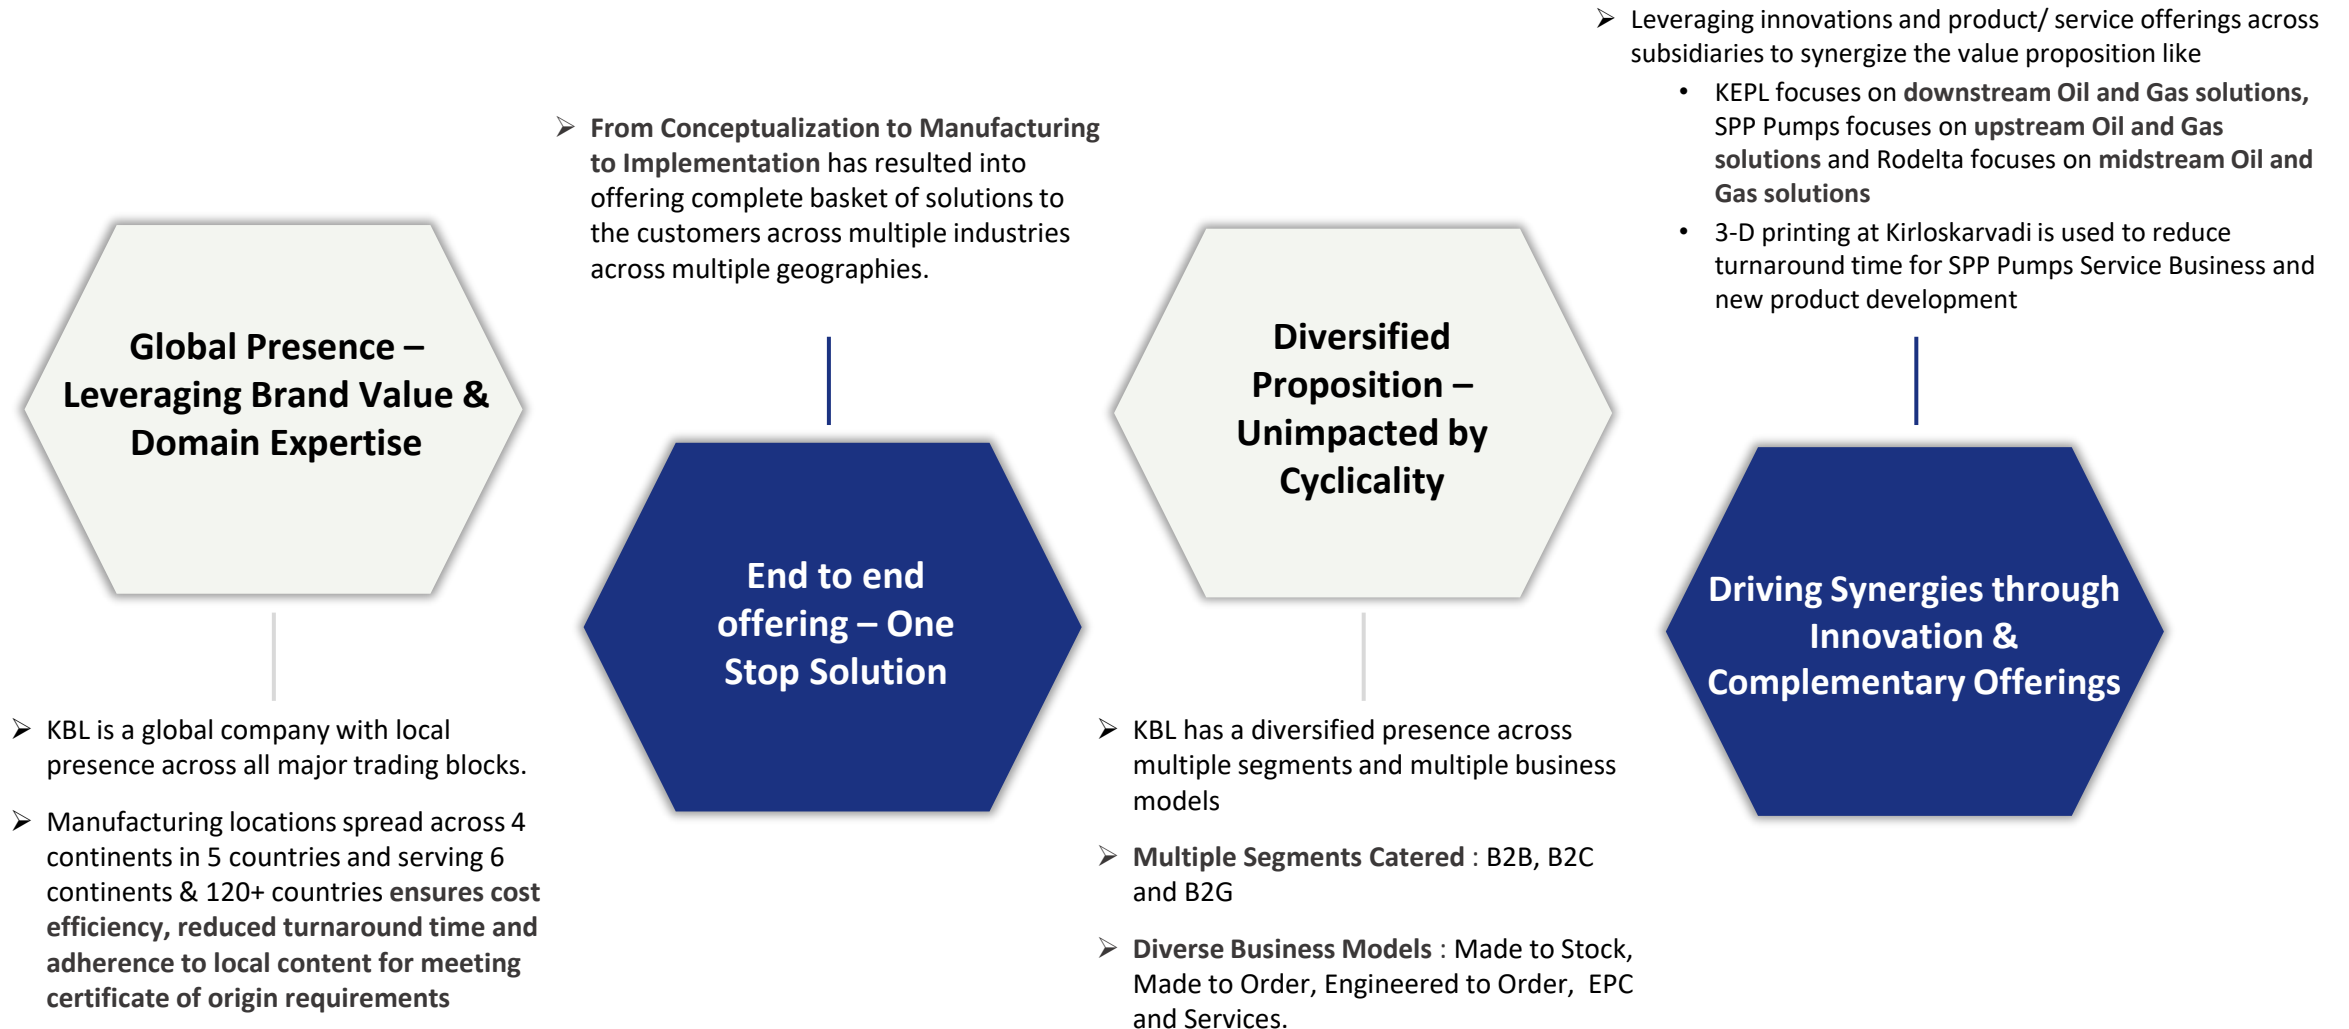 Global Presence –
Leveraging Brand Value &
Domain Expertise
➢ KBL is a global company with local
presence across all major trading blocks.
➢ Manufacturing locations spread across 4
continents in 5 countries and serving 6
continents & 120+ countries ensures cost
efficiency, reduced turnaround time and
adherence to local content for meeting
certificate of origin requirements
➢ From Conceptualization to Manufacturing
to Implementation has resulted into
offering complete basket of solutions to
the customers across multiple industries
across multiple geographies.
End to end
offering – One
Stop Solution
Diversified
Proposition –
Unimpacted by
Cyclicality
➢ KBL has a diversified presence across
multiple segments and multiple business
models
➢ Multiple Segments Catered : B2B, B2C
and B2G
➢ Diverse Business Models : Made to Stock,
Made to Order, Engineered to Order, EPC
and Services.
➢ Leveraging innovations and product/ service offerings across
subsidiaries to synergize the value proposition like
• KEPL focuses on downstream Oil and Gas solutions,
SPP Pumps focuses on upstream Oil and Gas
solutions and Rodelta focuses on midstream Oil and
Gas solutions
• 3-D printing at Kirloskarvadi is used to reduce
turnaround time for SPP Pumps Service Business and
new product development
Driving Synergies through
Innovation &
Complementary Offerings